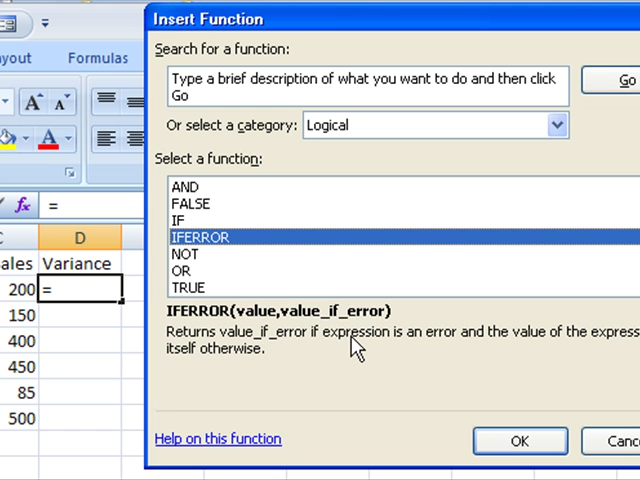 Insert Function
Search for a function:
Type a brief description of what you want to do and then click
Go
Go
Or select a category: Logical
Select a function:
AND
FALSE
IF
IFERROR
NOT
OR
TRUE
IFERROR(value,value_if_error)
Returns value_if_error if expression is an error and the value of the express
itself otherwise.
Help on this function
OK
Cance
yout Formulas
A A
A
fx =
C D
ales Variance
200 =
150
400
450
85
500